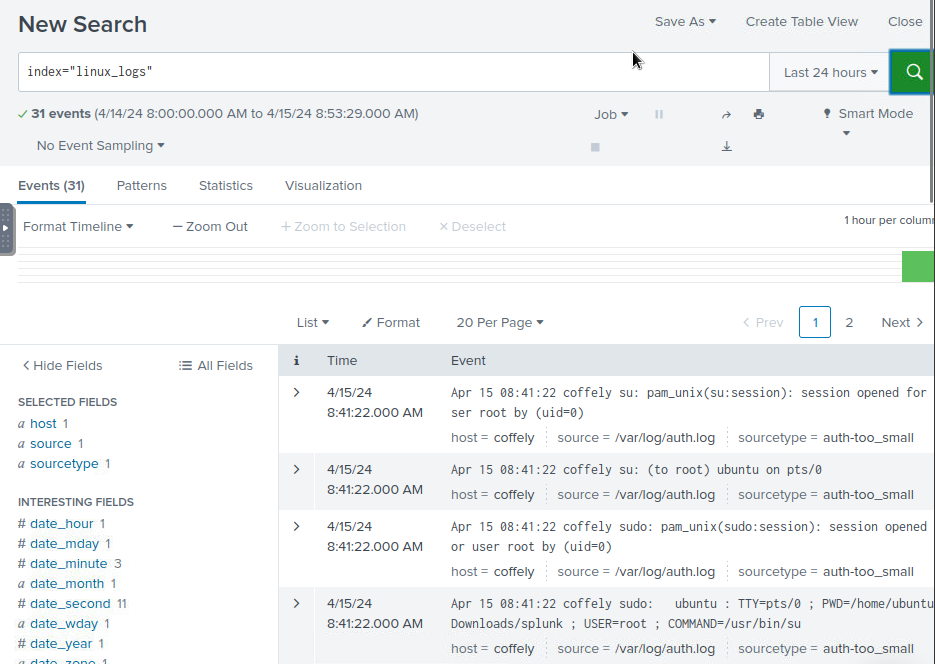 New Search
Save As
Create Table View
Close
index="linux_logs"
Last 24 hours
31 events (4/14/24 8:00:00.000 AM to 4/15/24 8:53:29.000 AM)
Job
Smart Mode
No Event Sampling
Events (31)
Patterns
Statistics
Visualization
Format Timeline
— Zoom Out
+ Zoom to Selection
× Deselect
1 hour per column
List
Format
20 Per Page
< Prev
1
2
Next >
< Hide Fields
All Fields
SELECTED FIELDS
a host 1
a source 1
a sourcetype 1
INTERESTING FIELDS
# date_hour 1
# date_mday 1
# date_minute 3
a date_month 1
# date_second 11
a date_wday 1
# date_year 1
a date_zone 1
i
Time
Event
4/15/24
8:41:22.000 AM
Apr 15 08:41:22 coffely su: pam_unix(su:session): session opened for
ser root by (uid=0)
host = coffely
source = /var/log/auth.log
sourcetype = auth-too_small
4/15/24
8:41:22.000 AM
Apr 15 08:41:22 coffely su: (to root) ubuntu on pts/0
host = coffely
source = /var/log/auth.log
sourcetype = auth-too_small
4/15/24
8:41:22.000 AM
Apr 15 08:41:22 coffely sudo: pam_unix(sudo:session): session opened
or user root by (uid=0)
host = coffely
source = /var/log/auth.log
sourcetype = auth-too_small
4/15/24
8:41:22.000 AM
Apr 15 08:41:22 coffely sudo: ubuntu : TTY=pts/0 ; PWD=/home/ubuntu
Downloads/splunk ; USER=root ; COMMAND=/usr/bin/su
host = coffely
source = /var/log/auth.log
sourcetype = auth-too_small